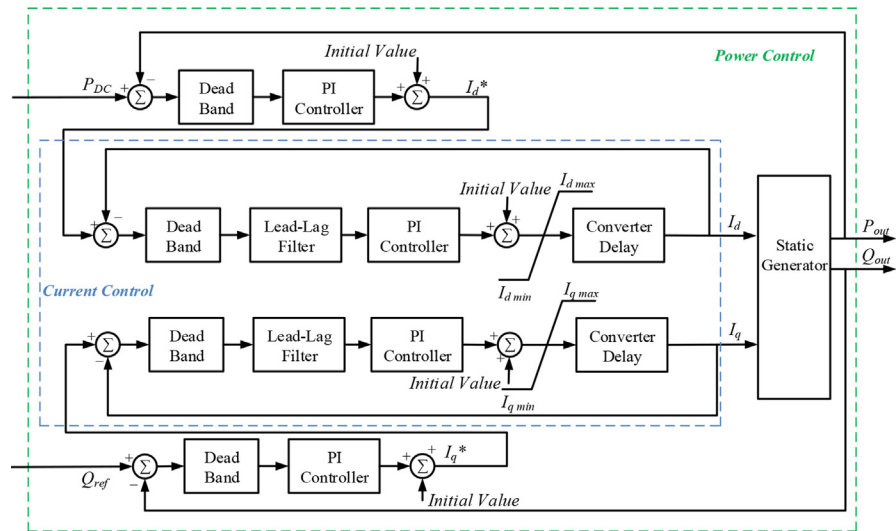 Initial Value
Power Control
P_DC
+
−
Σ
Dead
Band
PI
Controller
+
+
Σ
I_d*
Initial Value
I_d max
+
−
Σ
Dead
Band
Lead-Lag
Filter
PI
Controller
+
+
Σ
Converter
Delay
I_d
I_d min
Static
Generator
P_out
Q_out
Current Control
I_q max
+
−
Σ
Dead
Band
Lead-Lag
Filter
PI
Controller
+
+
Σ
Converter
Delay
I_q
Initial Value
I_q min
Q_ref
+
−
Σ
Dead
Band
PI
Controller
+
+
Σ
I_q*
Initial Value